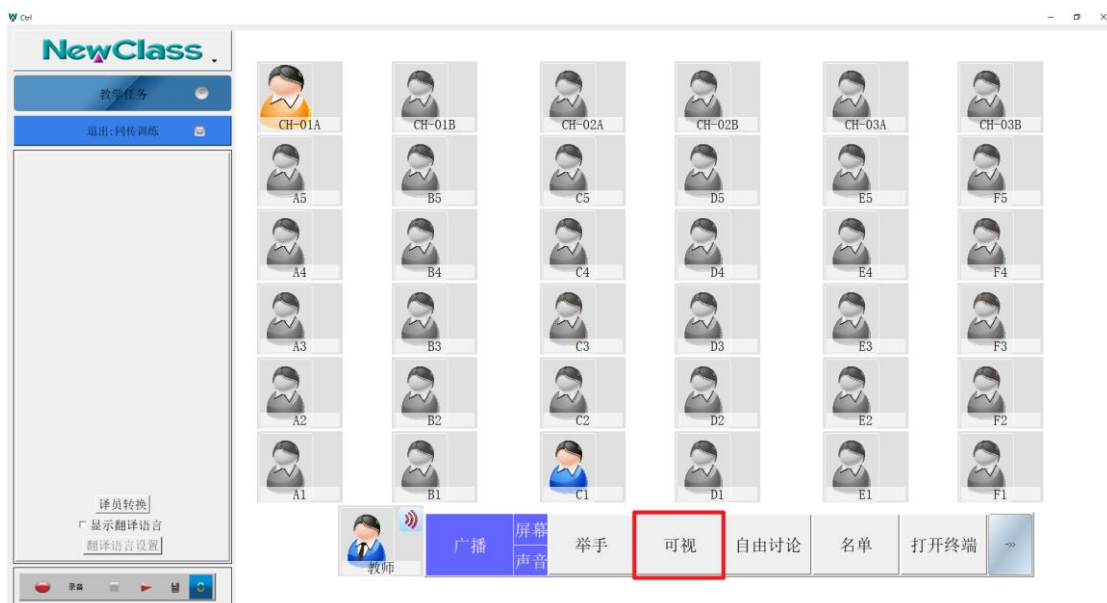 Ctrl
NewClass
教学任务
退出:同传训练
CH-01A CH-01B CH-02A CH-02B CH-03A CH-03B
A5 B5 C5 D5 E5 F5
A4 B4 C4 D4 E4 F4
A3 B3 C3 D3 E3 F3
A2 B2 C2 D2 E2 F2
A1 B1 C1 D1 E1 F1
译员转换
显示翻译语言
翻译语言设置
教师
广播
屏幕
声音
举手 可视 自由讨论 名单 打开终端
录音